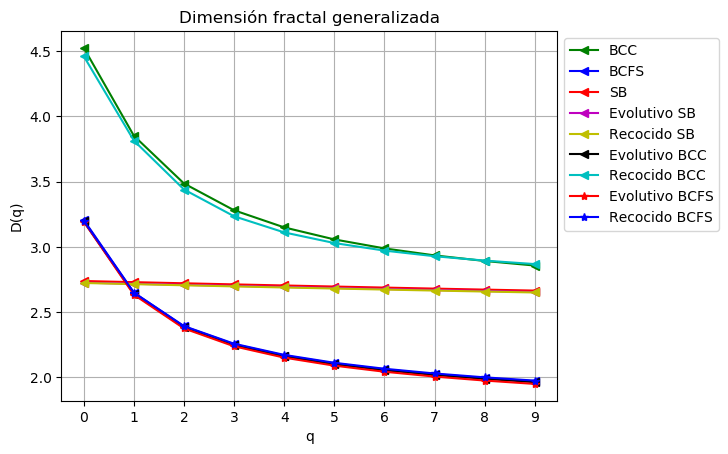 Dimensión fractal generalizada
4.5
4.0
3.5
3.0
2.5
2.0
D(q)
0 1 2 3 4 5 6 7 8 9
q
BCC
BCFS
SB
Evolutivo SB
Recocido SB
Evolutivo BCC
Recocido BCC
Evolutivo BCFS
Recocido BCFS